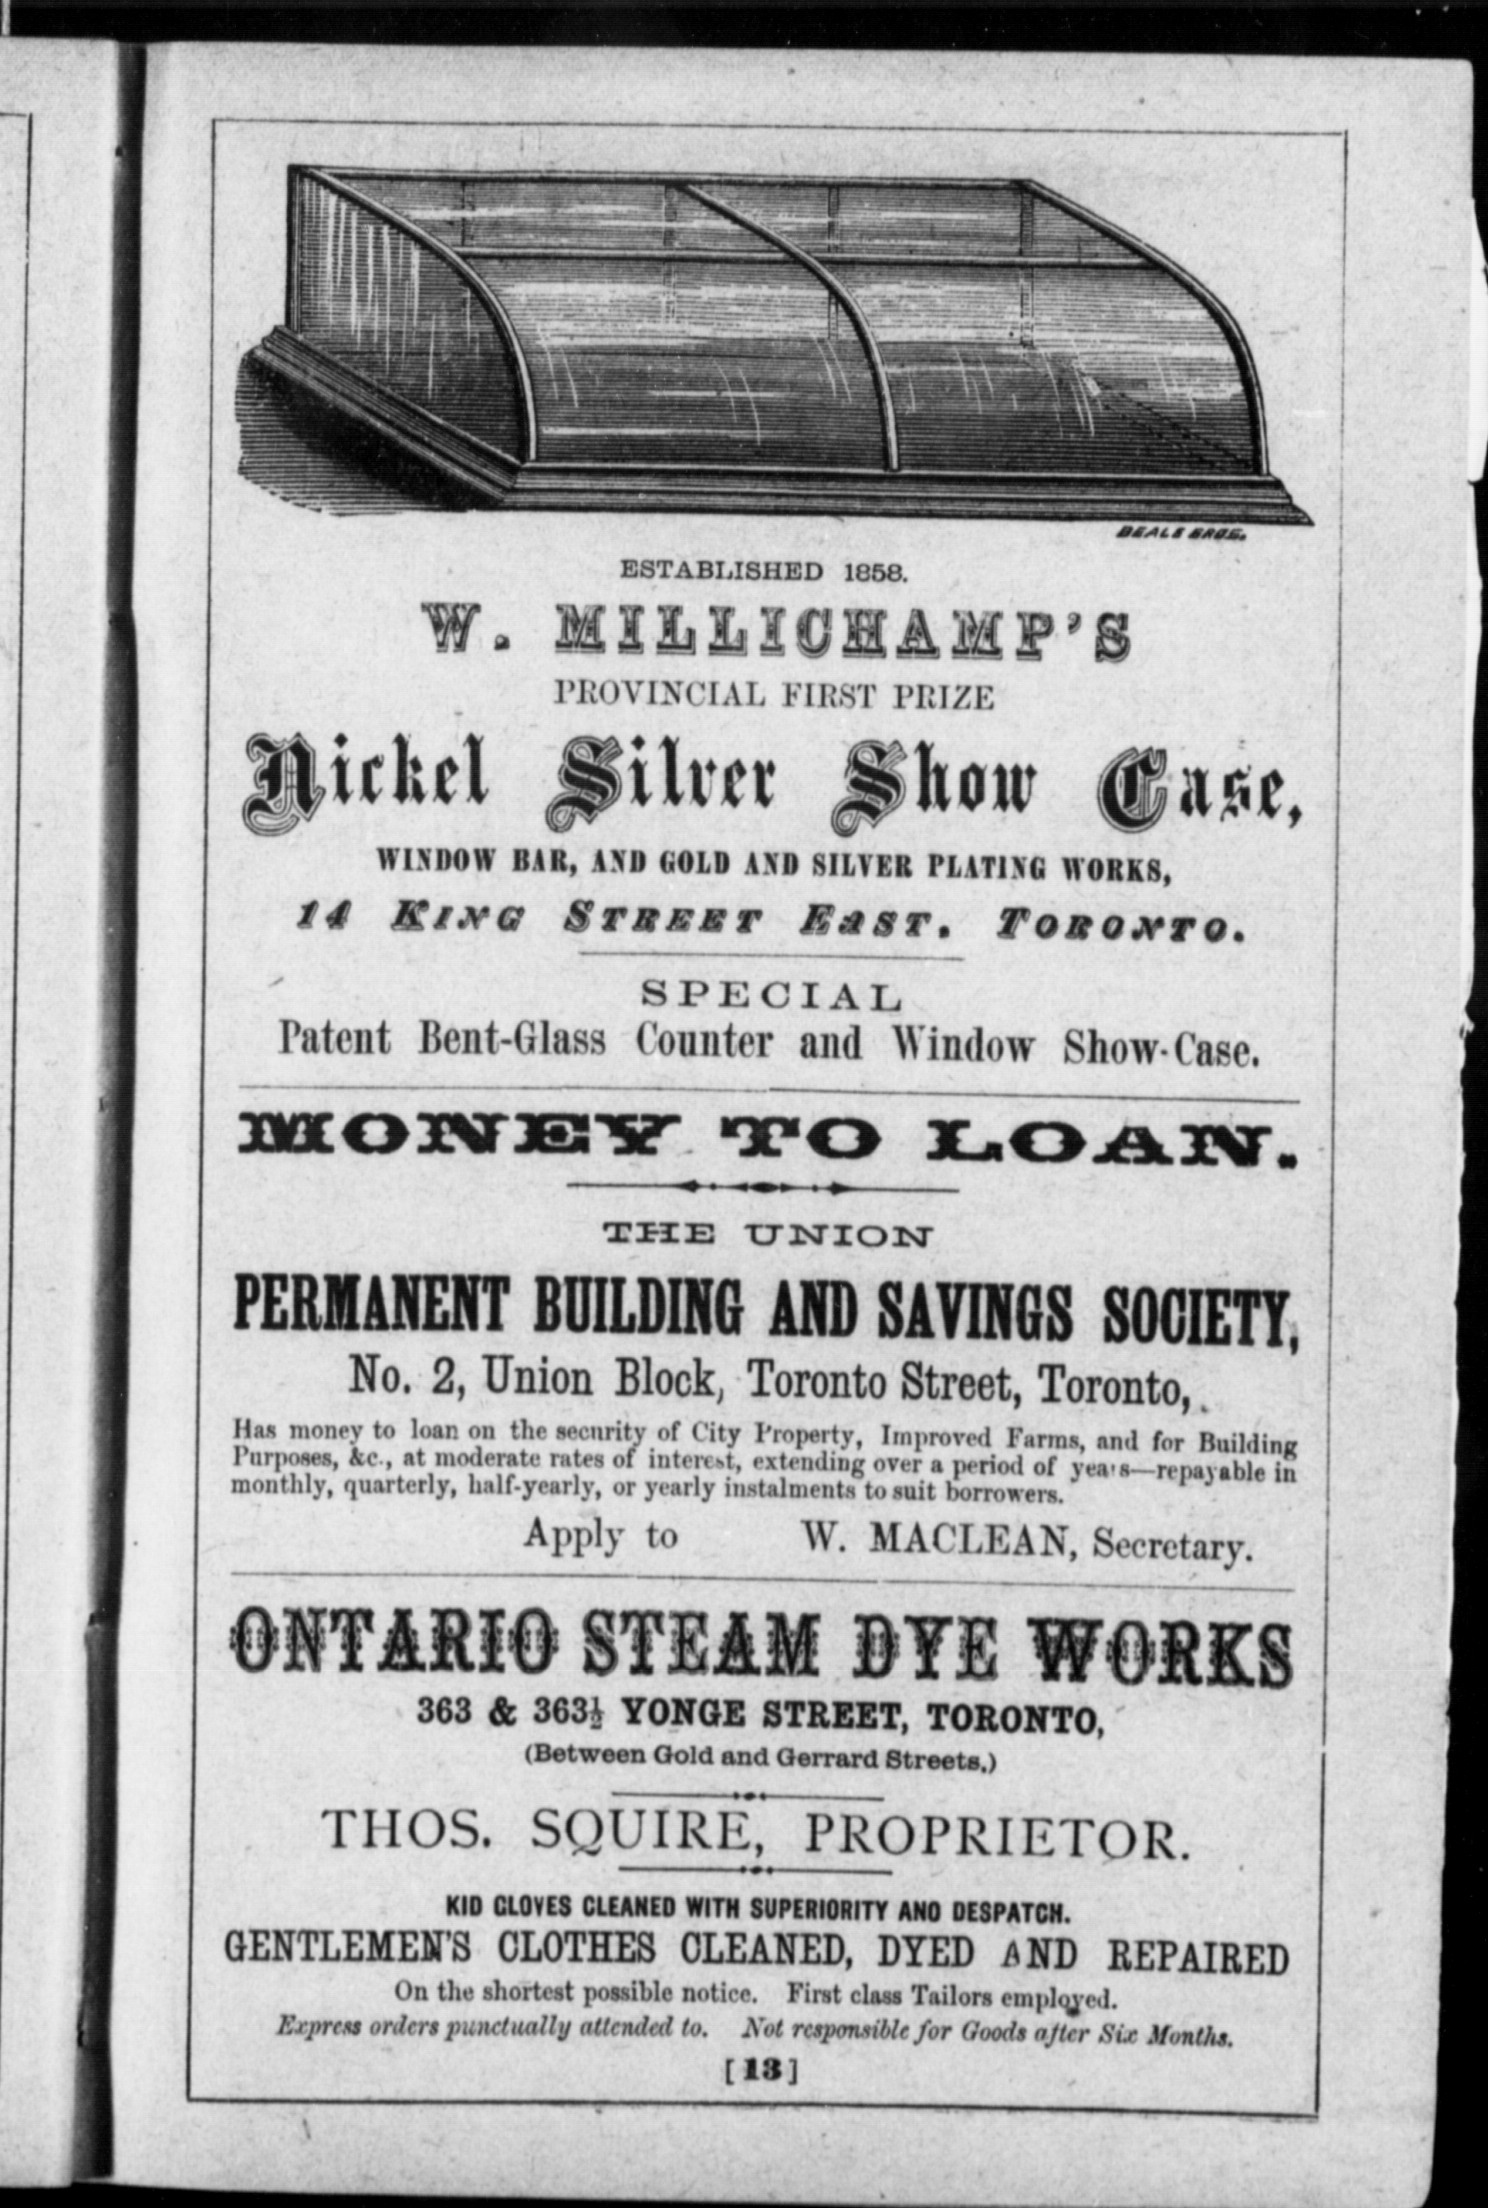 BEALE BROS.
ESTABLISHED 1858.
W. MILLICHAMP'S
PROVINCIAL FIRST PRIZE
Nickel Silver Show Case,
WINDOW BAR, AND GOLD AND SILVER PLATING WORKS,
14 KING STREET EAST, TORONTO.
SPECIAL
Patent Bent-Glass Counter and Window Show-Case.
MONEY TO LOAN.
THE UNION
PERMANENT BUILDING AND SAVINGS SOCIETY,
No. 2, Union Block, Toronto Street, Toronto,
Has money to loan on the security of City Property, Improved Farms, and for Building
Purposes, &c., at moderate rates of interest, extending over a period of years—repayable in
monthly, quarterly, half-yearly, or yearly instalments to suit borrowers.
Apply to W. MACLEAN, Secretary.
ONTARIO STEAM DYE WORKS
363 & 363½ YONGE STREET, TORONTO,
(Between Gold and Gerrard Streets.)
THOS. SQUIRE, PROPRIETOR.
KID GLOVES CLEANED WITH SUPERIORITY AND DESPATCH.
GENTLEMEN'S CLOTHES CLEANED, DYED AND REPAIRED
On the shortest possible notice. First class Tailors employed.
Express orders punctually attended to. Not responsible for Goods after Six Months.
[13]